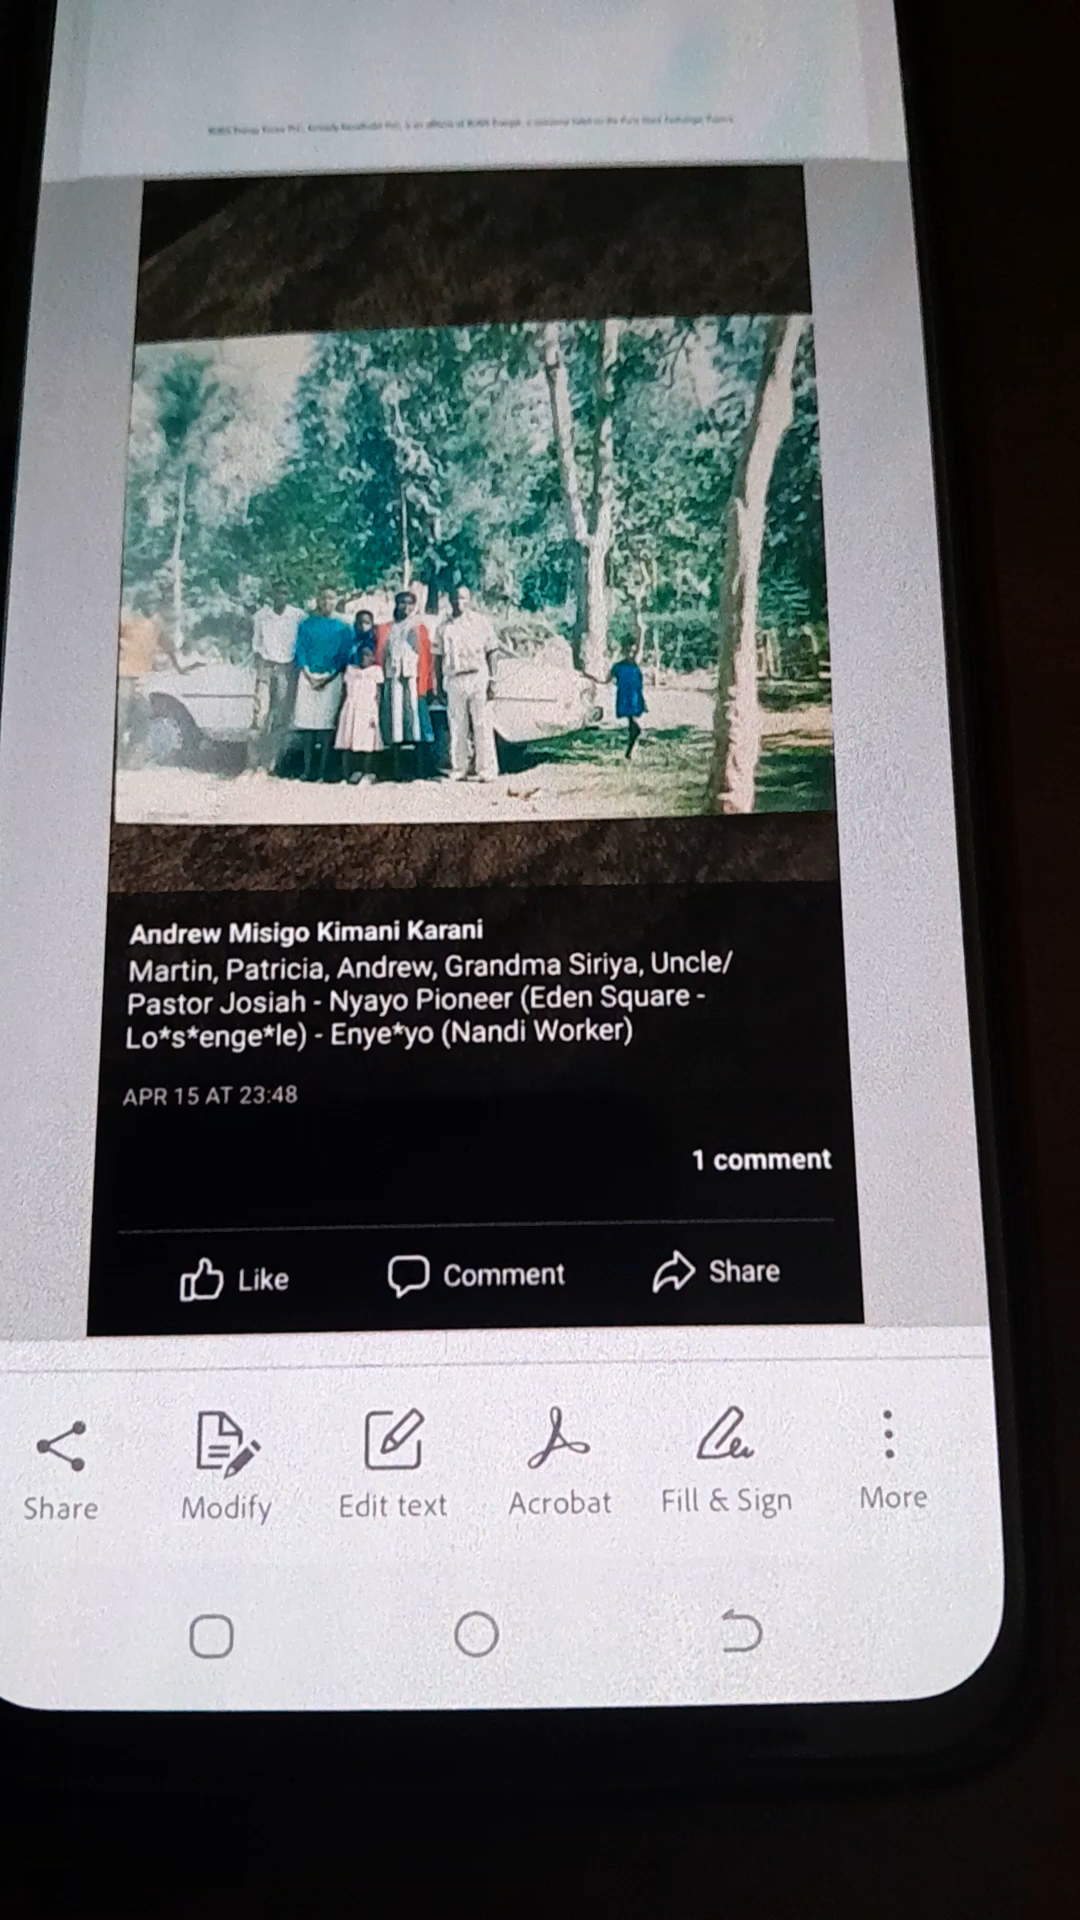 Andrew Misigo Kimani Karani
Martin, Patricia, Andrew, Grandma Siriya, Uncle/
Pastor Josiah - Nyayo Pioneer (Eden Square -
Lo*s*enge*le) - Enye*yo (Nandi Worker)
APR 15 AT 23:48
1 comment
Like Comment Share
Share Modify Edit text Acrobat Fill & Sign More